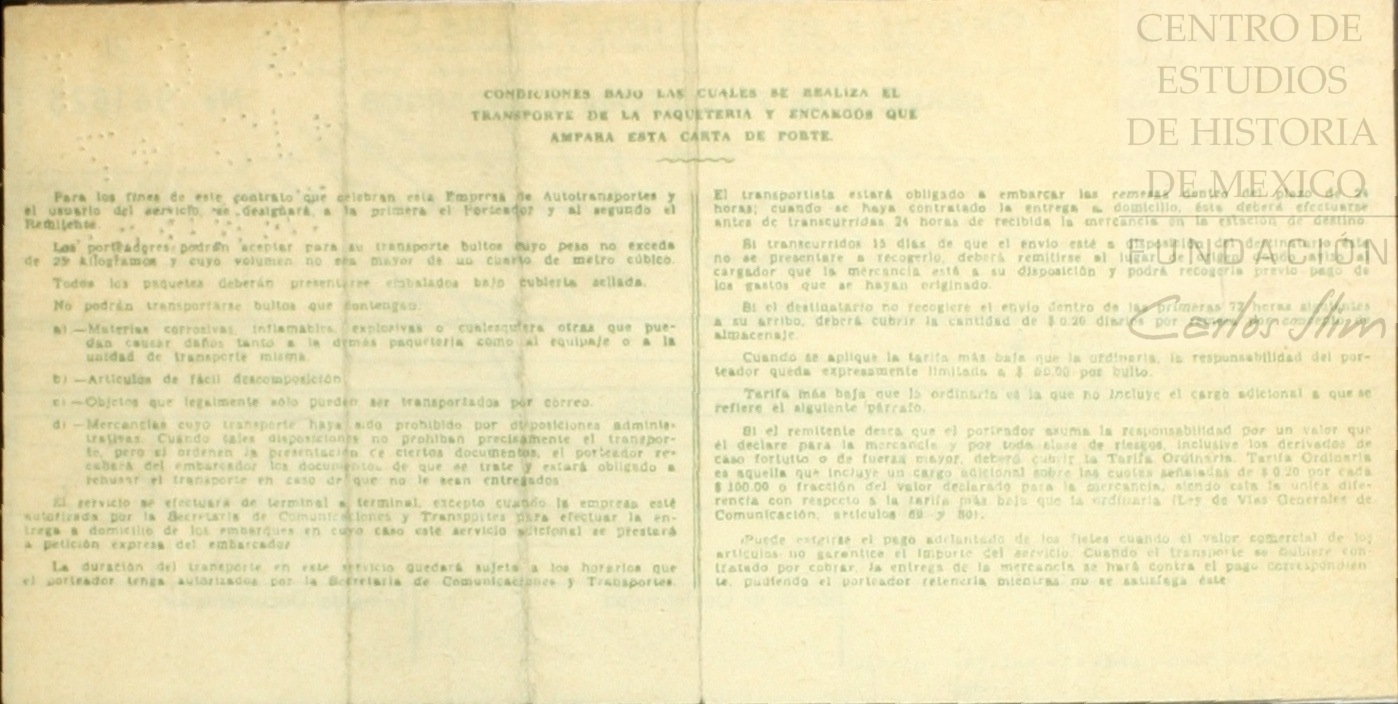 CONDICIONES BAJO LAS CUALES SE REALIZA EL
TRANSPORTE DE LA PAQUETERIA Y ENCARGOS QUE
AMPARA ESTA CARTA DE PORTE.
Para los fines de este contrato que celebran esta Empresa de Autotransportes y
el usuario del servicio, se designará, a la primera el Porteador y al segundo el
Remitente.
Los porteadores podrán aceptar para su transporte bultos cuyo peso no exceda
de 25 kilogramos y cuyo volumen no sea mayor de un cuarto de metro cúbico.
Todos los paquetes deberán presentarse embalados bajo cubierta sellada.
No podrán transportarse bultos que contengan.
a) —Materias corrosivas, inflamables, explosivas o cualesquiera otras que pue-
dan causar daños tanto a la demás paquetería como al equipaje o a la
unidad de transporte misma.
b) —Artículos de fácil descomposición
c) —Objetos que legalmente sólo pueden ser transportados por correo.
d) —Mercancías cuyo transporte haya sido prohibido por disposiciones adminis-
trativas. Cuando tales disposiciones no prohiban precisamente el transpor-
te, pero sí ordenen la presentación de ciertos documentos, el porteador re-
cabará del embarcador los documentos de que se trate y estará obligado a
rehusar el transporte en caso de que no le sean entregados
El servicio se efectuará de terminal a terminal, excepto cuando la empresa esté
autorizada por la Secretaría de Comunicaciones y Transportes para efectuar la en-
trega a domicilio de los embarques en cuyo caso este servicio adicional se prestará
a petición expresa del embarcador
La duración del transporte en este servicio quedará sujeta a los horarios que
el porteador tenga autorizados por la Secretaría de Comunicaciones y Transportes.
El transportista estará obligado a embarcar las remesas dentro del plazo de 24
horas; cuando se haya contratado la entrega a domicilio, ésta deberá efectuarse
antes de transcurridas 24 horas de recibida la mercancía en la estación de destino
Si transcurridos 15 días de que el envío esté a disposición del destinatario éste
no se presentare a recogerlo, deberá remitirse al lugar de origen, previo aviso al
cargador que la mercancía está a su disposición y podrá recogerla previo pago de
los gastos que se hayan originado.
Si el destinatario no recogiere el envío dentro de las primeras 72 horas siguientes
a su arribo, deberá cubrir la cantidad de $ 0.20 diarios por
almacenaje.
Cuando se aplique la tarifa más baja que la ordinaria, la responsabilidad del por-
teador queda expresamente limitada a $ 60.00 por bulto.
Tarifa más baja que la ordinaria es la que no incluye el cargo adicional a que se
refiere el siguiente párrafo.
Si el remitente desea que el porteador asuma la responsabilidad por un valor que
él declare para la mercancía y por toda clase de riesgos, inclusive los derivados de
caso fortuito o de fuerza mayor, deberá cubrir la Tarifa Ordinaria. Tarifa Ordinaria
es aquella que incluye un cargo adicional sobre las cuotas señaladas de $ 0.20 por cada
$ 100.00 o fracción del valor declarado para la mercancía, siendo esta la única dife-
rencia con respecto a la tarifa más baja que la ordinaria (Ley de Vías Generales de
Comunicación, artículos 69 y 80).
Puede exigirse el pago adelantado de los fletes cuando el valor comercial de los
artículos no garantice el importe del servicio. Cuando el transporte se hubiere con-
tratado por cobrar, la entrega de la mercancía se hará contra el pago correspondien
te, pudiendo el porteador retenerla mientras no se satisfaga éste
CENTRO DE
ESTUDIOS
DE HISTORIA
DE MEXICO
FUNDACIÓN
Carlos Slim